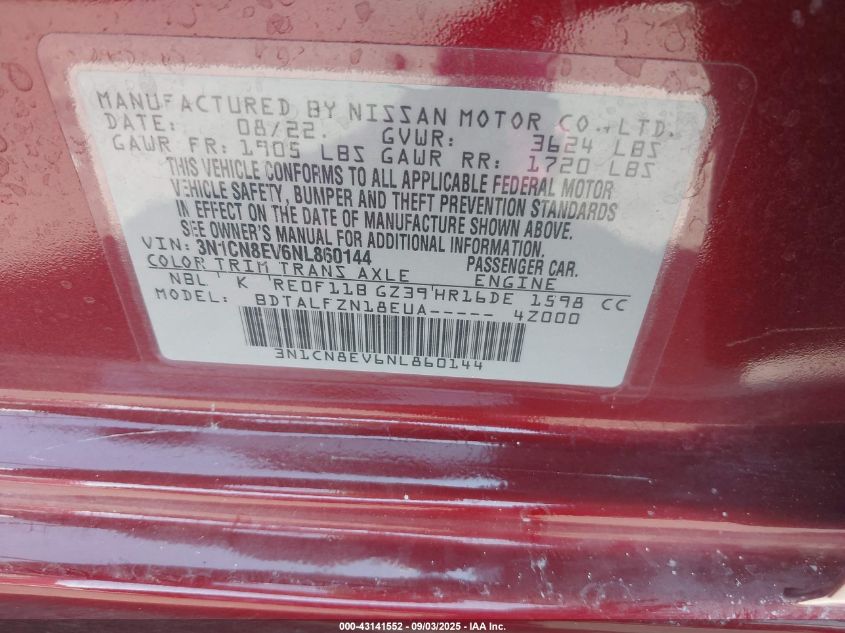 MANUFACTURED BY NISSAN MOTOR CO.,LTD.
DATE: 08/22. GVWR: 3624 LBS
GAWR FR: 1905 LBS GAWR RR: 1720 LBS
THIS VEHICLE CONFORMS TO ALL APPLICABLE FEDERAL MOTOR
VEHICLE SAFETY, BUMPER AND THEFT PREVENTION STANDARDS
IN EFFECT ON THE DATE OF MANUFACTURE SHOWN ABOVE.
SEE OWNER'S MANUAL FOR ADDITIONAL INFORMATION.
VIN: 3N1CN8EV6NL860144 PASSENGER CAR.
COLOR TRIM TRANS AXLE ENGINE
NBL K RE0F11B GZ39 HR16DE 1598 CC
MODEL: BDTALFZN18EUA----- 4Z000
3N1CN8EV6NL860144
000-43141552 - 09/03/2025 - IAA Inc.